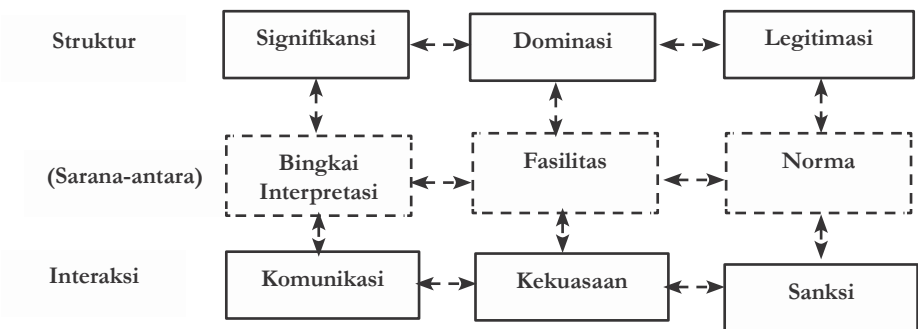 Struktur
Signifikansi
Dominasi
Legitimasi
(Sarana-antara)
Bingkai
Interpretasi
Fasilitas
Norma
Interaksi
Komunikasi
Kekuasaan
Sanksi